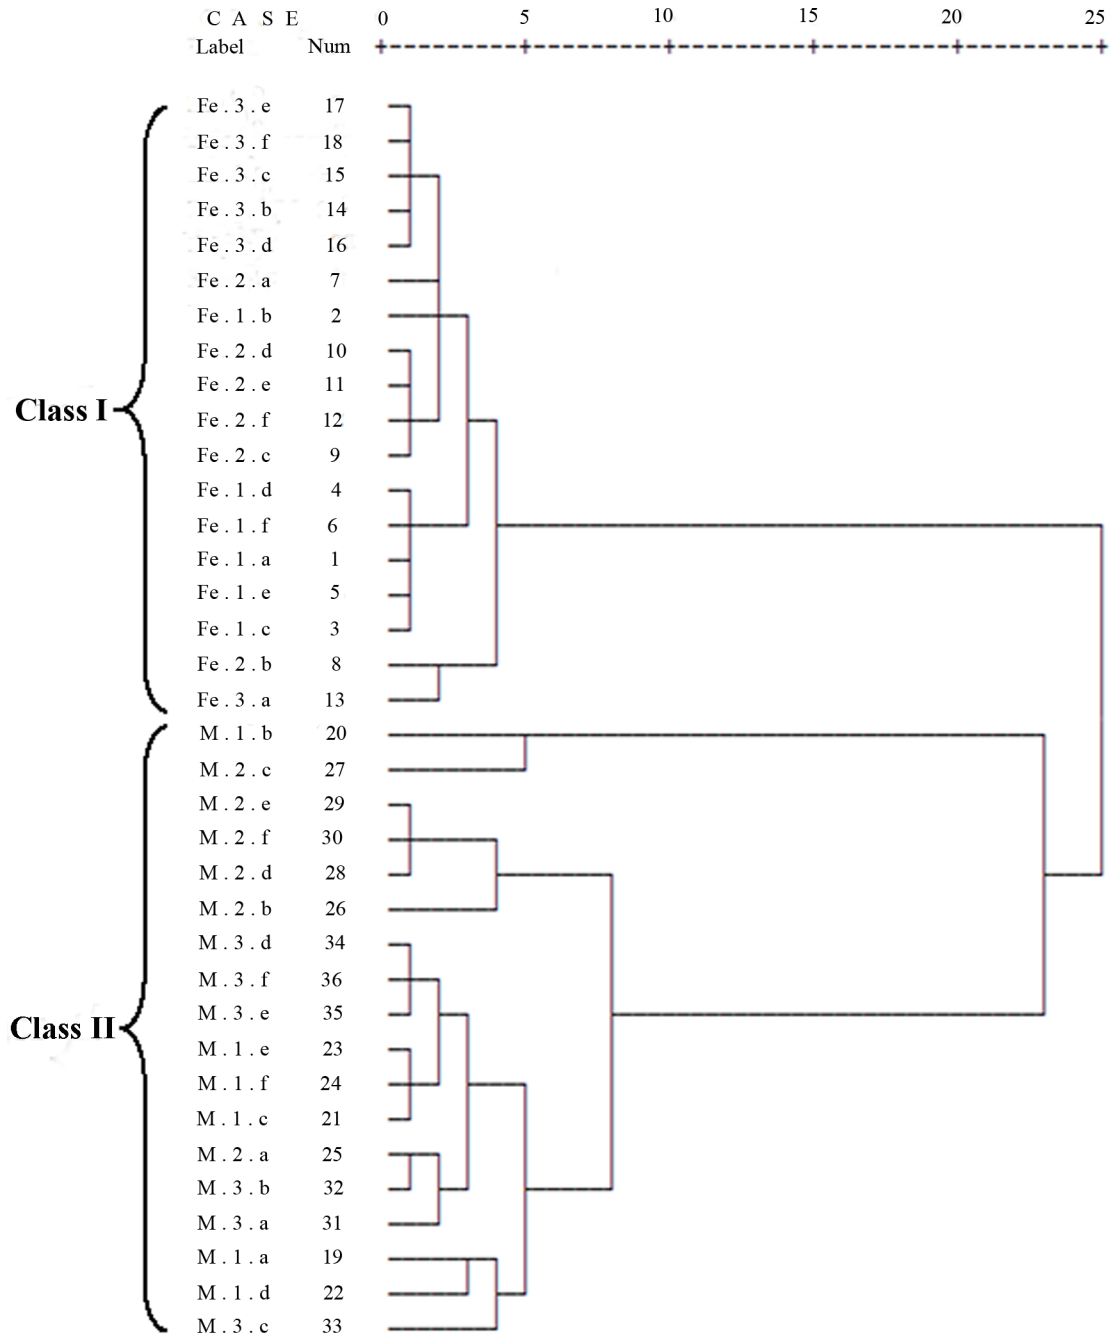 C A S E 0 5 10 15 20 25
Label Num
Fe . 3 . e 17
Fe . 3 . f 18
Fe . 3 . c 15
Fe . 3 . b 14
Fe . 3 . d 16
Fe . 2 . a 7
Fe . 1 . b 2
Fe . 2 . d 10
Fe . 2 . e 11
Class I
Fe . 2 . f 12
Fe . 2 . c 9
Fe . 1 . d 4
Fe . 1 . f 6
Fe . 1 . a 1
Fe . 1 . e 5
Fe . 1 . c 3
Fe . 2 . b 8
Fe . 3 . a 13
M . 1 . b 20
M . 2 . c 27
M . 2 . e 29
M . 2 . f 30
M . 2 . d 28
M . 2 . b 26
M . 3 . d 34
M . 3 . f 36
M . 3 . e 35
Class II
M . 1 . e 23
M . 1 . f 24
M . 1 . c 21
M . 2 . a 25
M . 3 . b 32
M . 3 . a 31
M . 1 . a 19
M . 1 . d 22
M . 3 . c 33